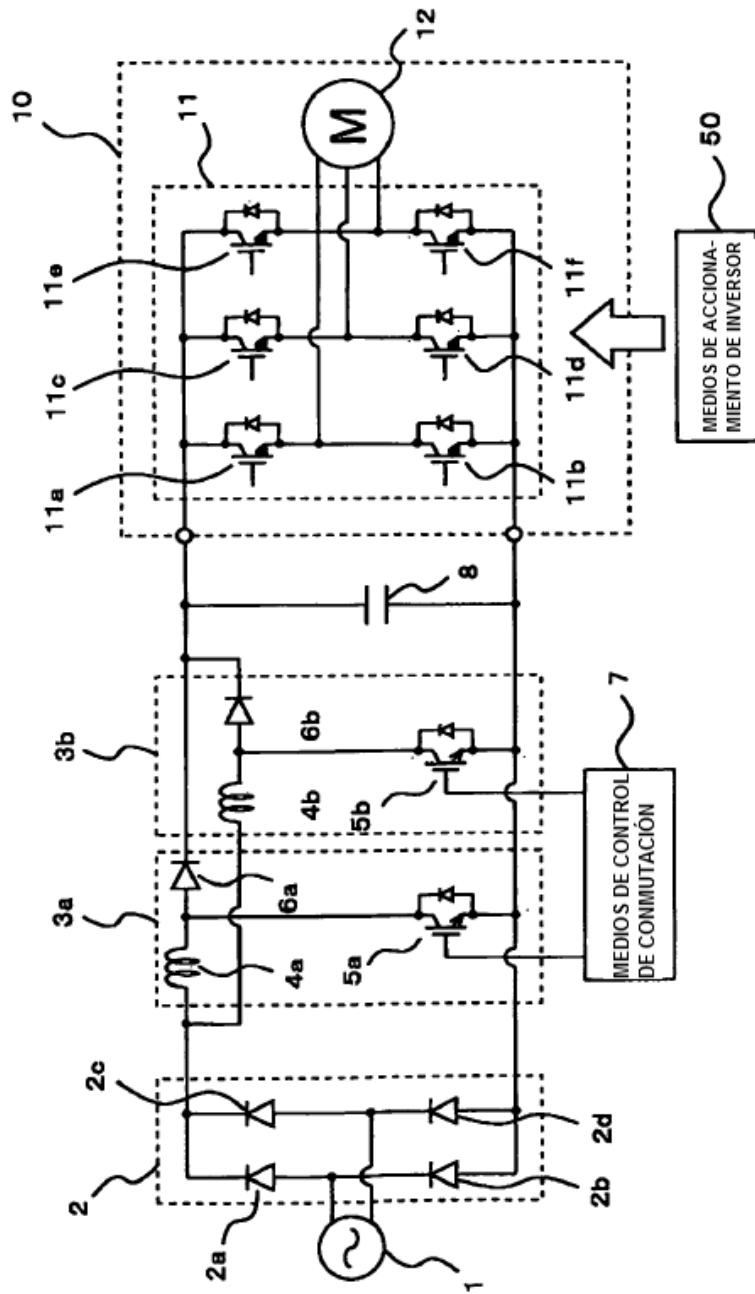 10
11
12
M
11e
11c
11a
11f
11d
11b
50
MEDIOS DE ACCIONA-
MIENTO DE INVERSOR
8
3b
6b
4b
5b
7
MEDIOS DE CONTROL
DE CONMUTACIÓN
3a
6a
4a
5a
2
2c
2a
2d
2b
1